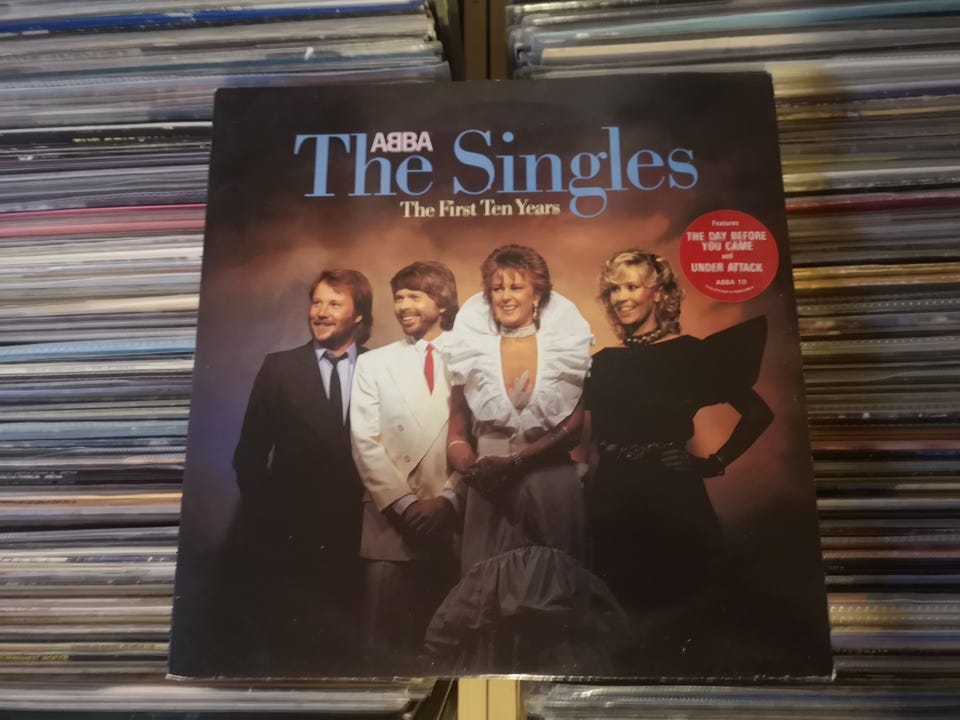 ABBA
The Singles
The First Ten Years
Features
THE DAY BEFORE
YOU CAME
and
UNDER ATTACK
ABBA 10